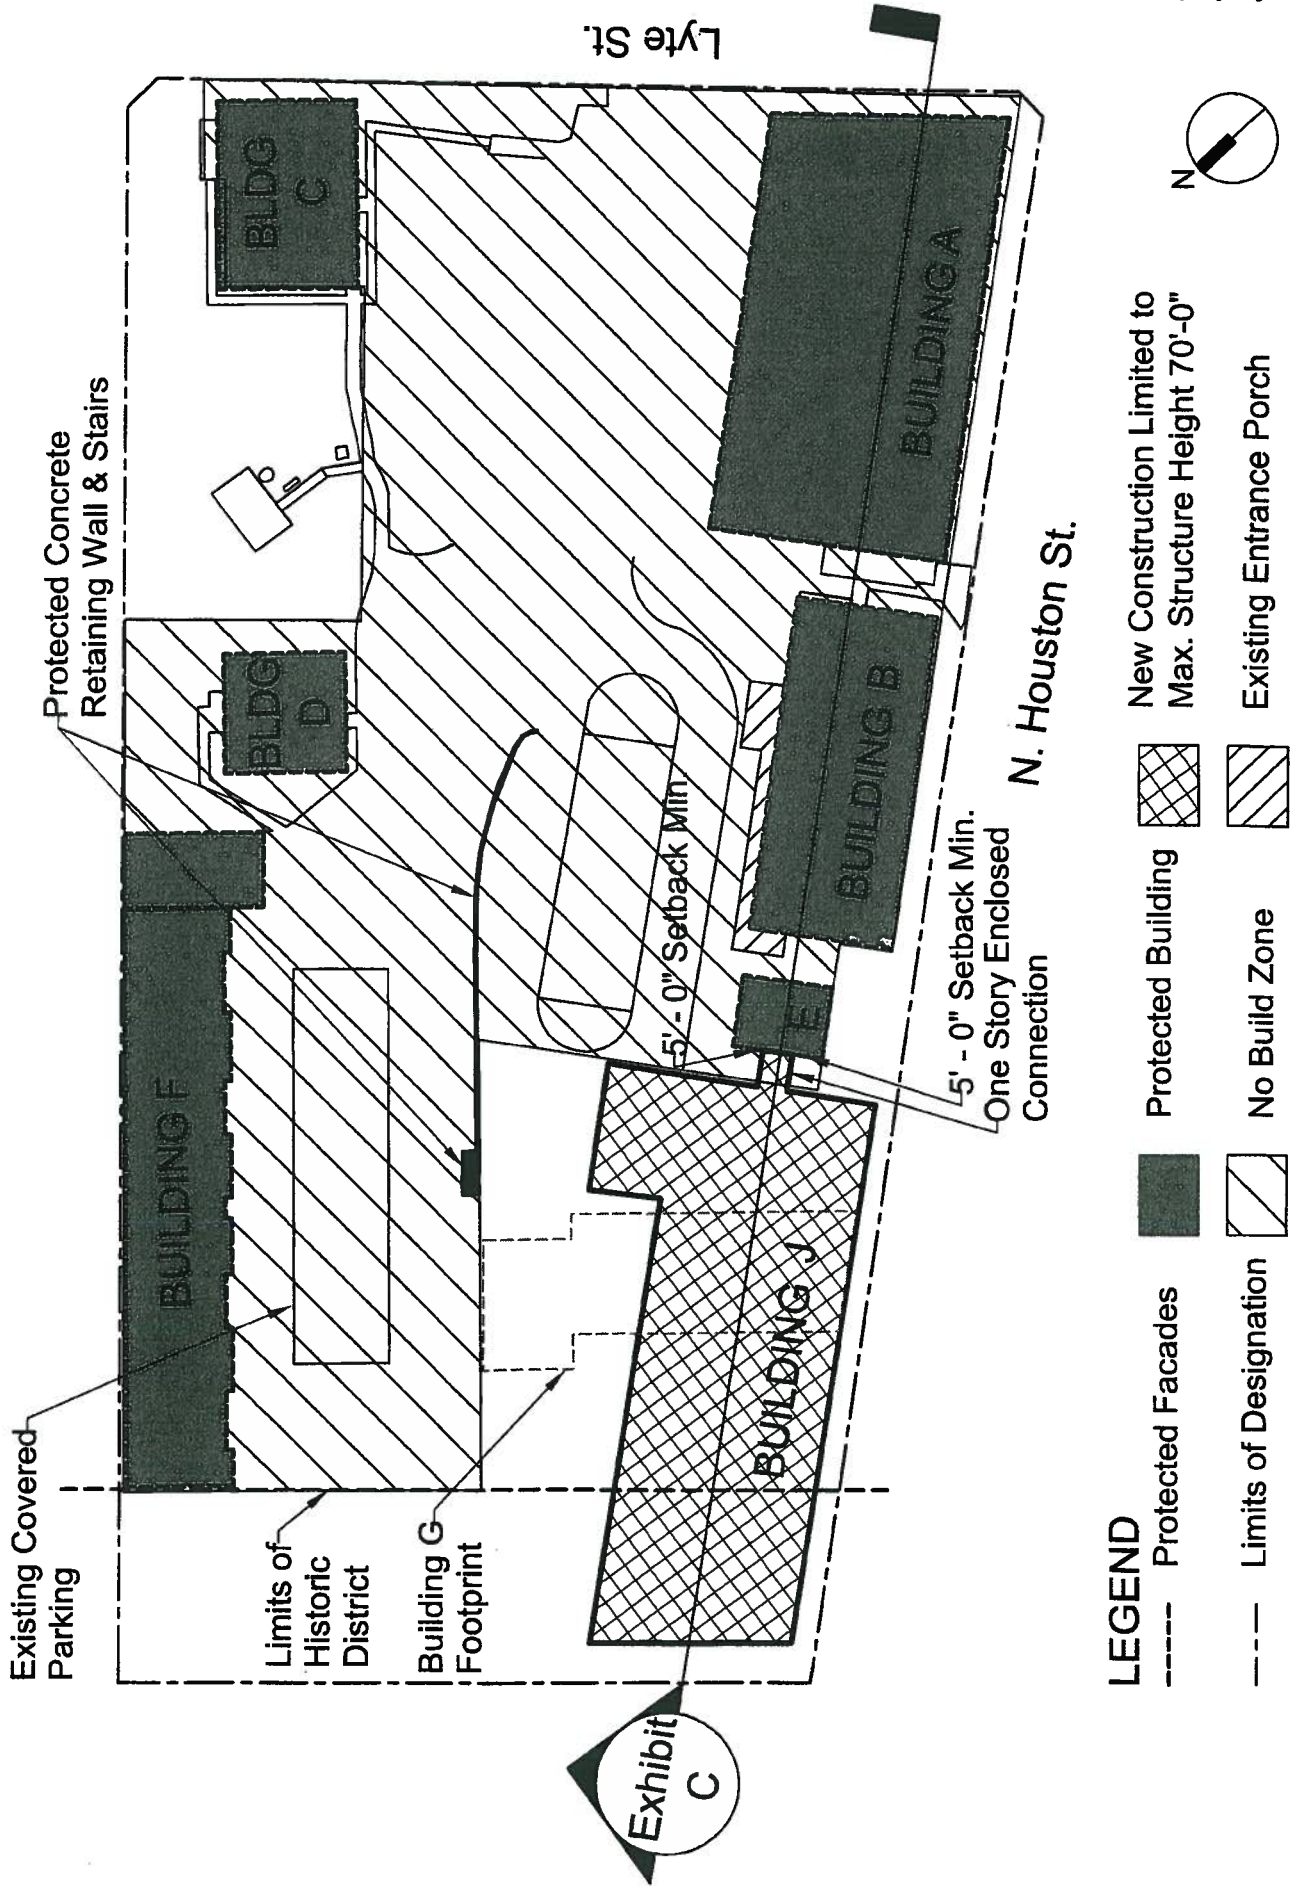 Lyte St.
Protected Concrete
Retaining Wall & Stairs
BLDG
C
BLDG
D
BUILDING A
BUILDING B
BUILDING F
E
BUILDING J
N. Houston St.
5' - 0" Setback Min.
5' - 0" Setback Min.
One Story Enclosed
Connection
Existing Covered
Parking
Limits of
Historic
District
Building G
Footprint
Exhibit
C
N
LEGEND
Protected Facades
Limits of Designation
Protected Building
No Build Zone
New Construction Limited to
Max. Structure Height 70'-0"
Existing Entrance Porch